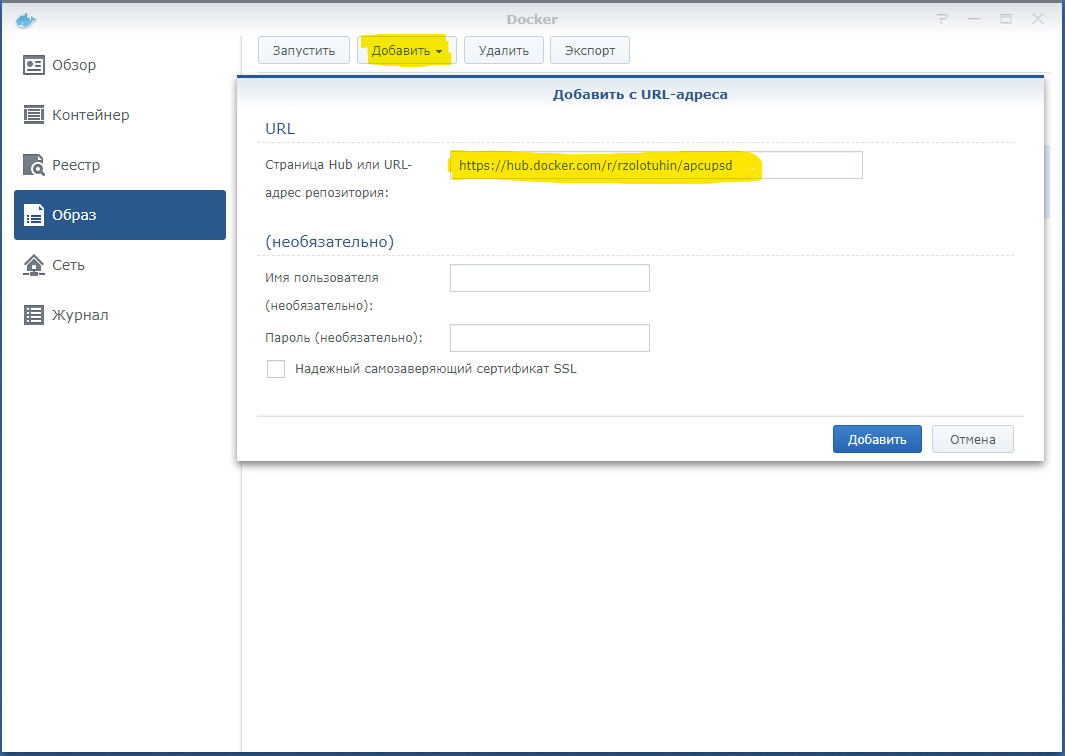 Docker
Обзор
Контейнер
Реестр
Образ
Сеть
Журнал
Запустить Добавить Удалить Экспорт
Добавить с URL-адреса
URL
Страница Hub или URL-
адрес репозитория:
https://hub.docker.com/r/rzolotuhin/apcupsd
(необязательно)
Имя пользователя
(необязательно):
Пароль (необязательно):
Надежный самозаверяющий сертификат SSL
Добавить Отмена